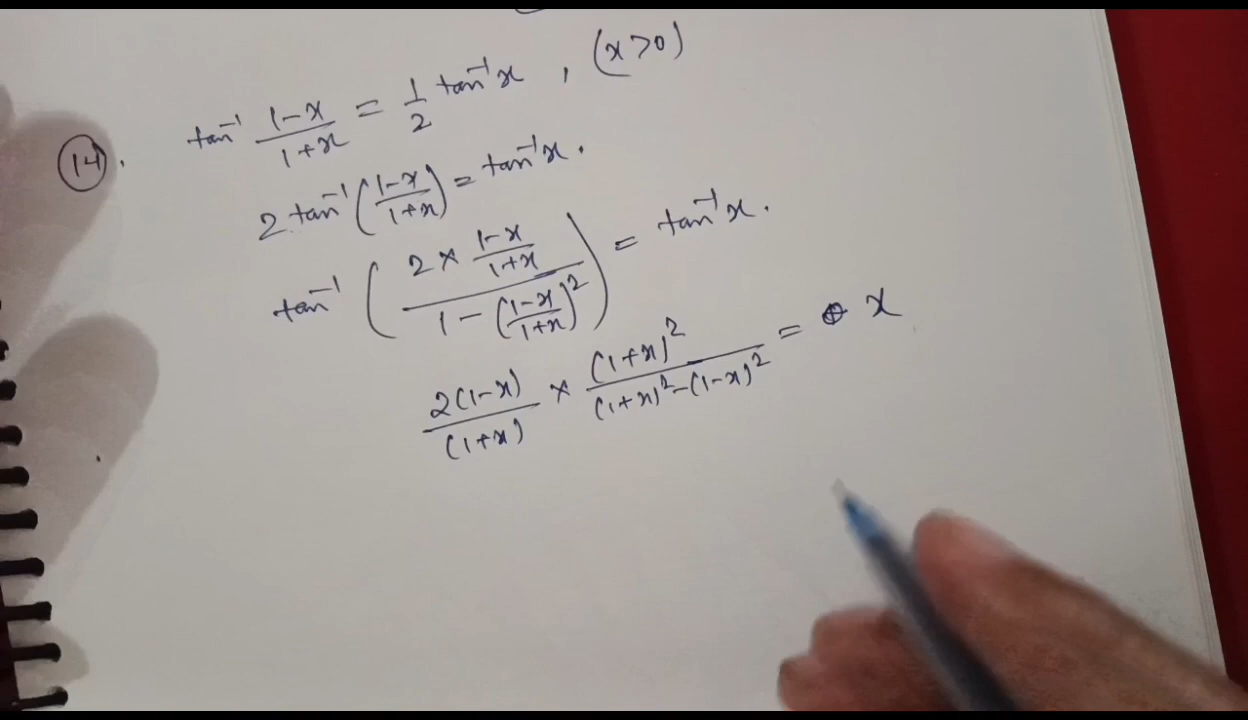 14. tan⁻¹ (1-x)/(1+x) = 1/2 tan⁻¹x , (x>0)
2 tan⁻¹ ((1-x)/(1+x)) = tan⁻¹x.
tan⁻¹ ( (2 × (1-x)/(1+x)) / (1 - ((1-x)/(1+x))²) ) = tan⁻¹x.
2(1-x)/(1+x) × (1+x)²/((1+x)²-(1-x)²) = x